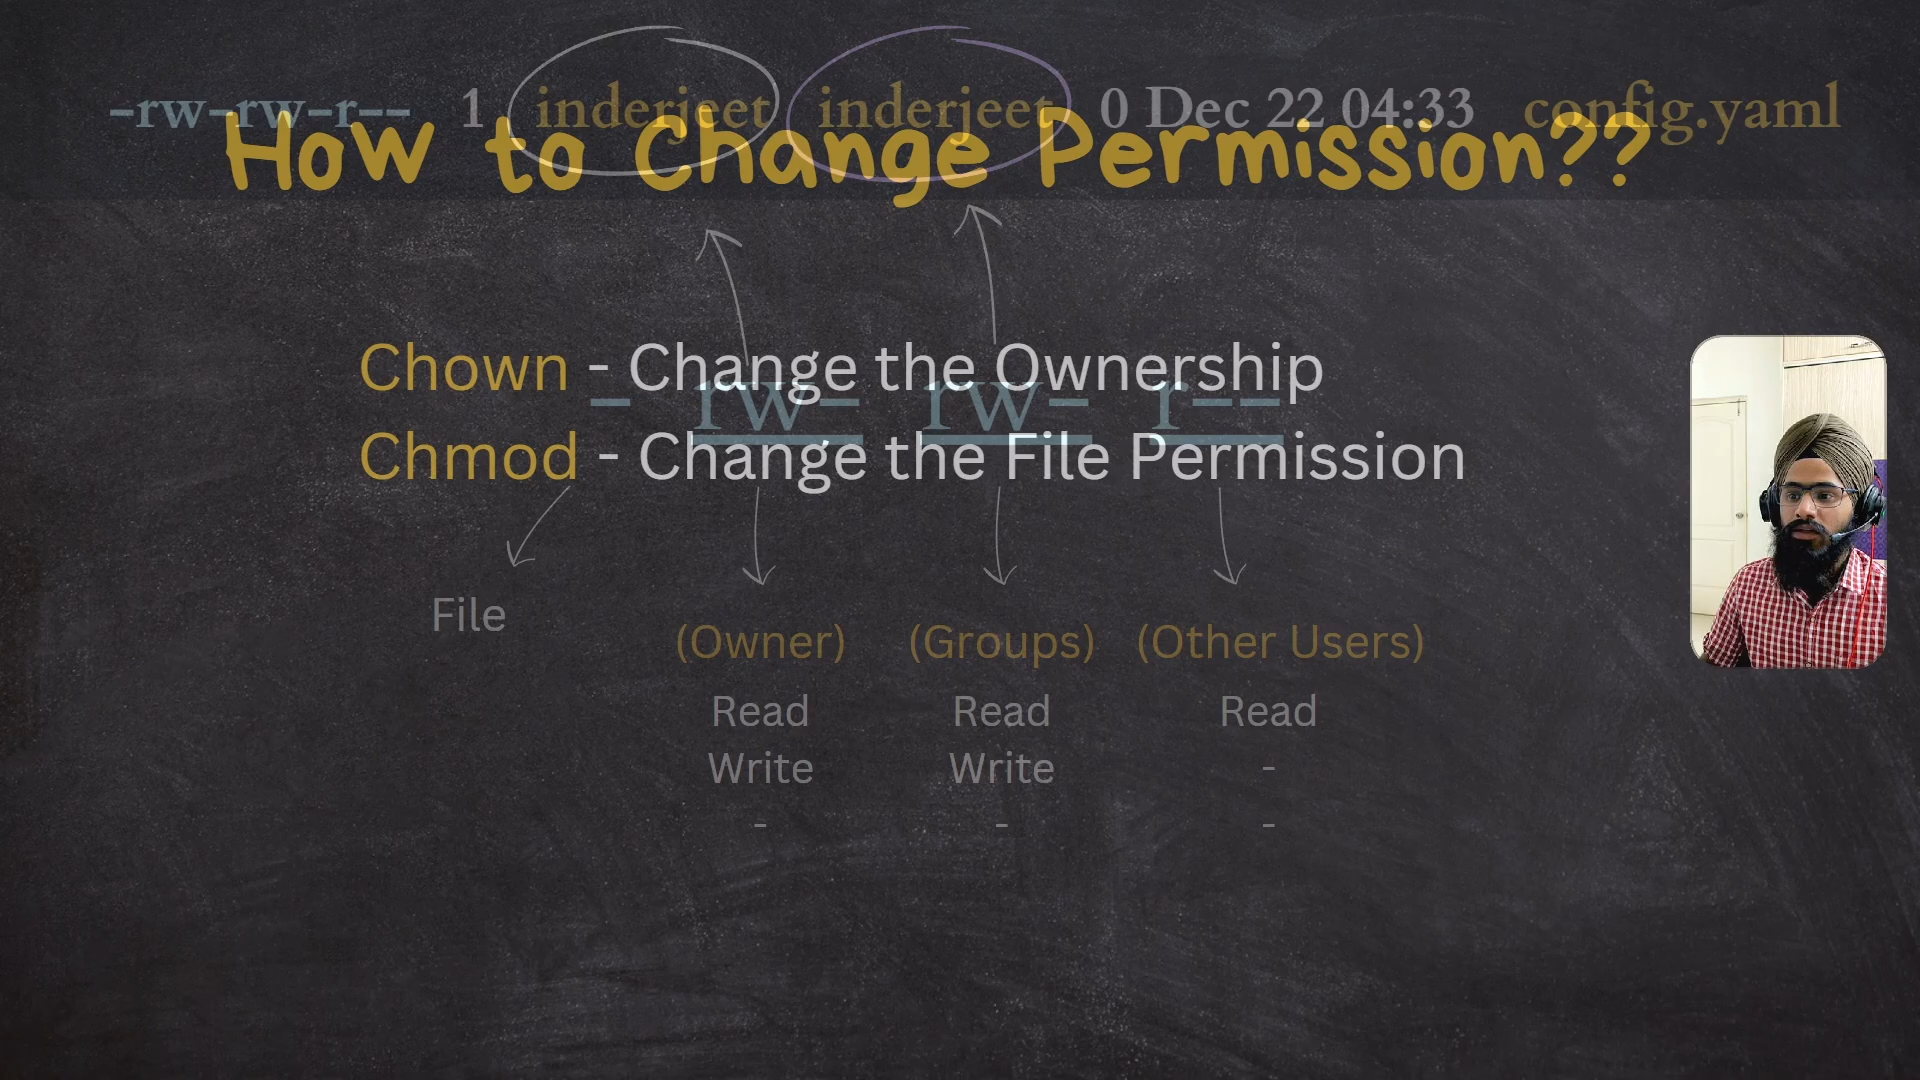 -rw-rw-r-- 1 inderjeet inderjeet 0 Dec 22 04:33 config.yaml
How to Change Permission??
Chown - Change the Ownership
- rw- rw- r--
Chmod - Change the File Permission
File
(Owner) (Groups) (Other Users)
Read Read Read
Write Write -
- - -